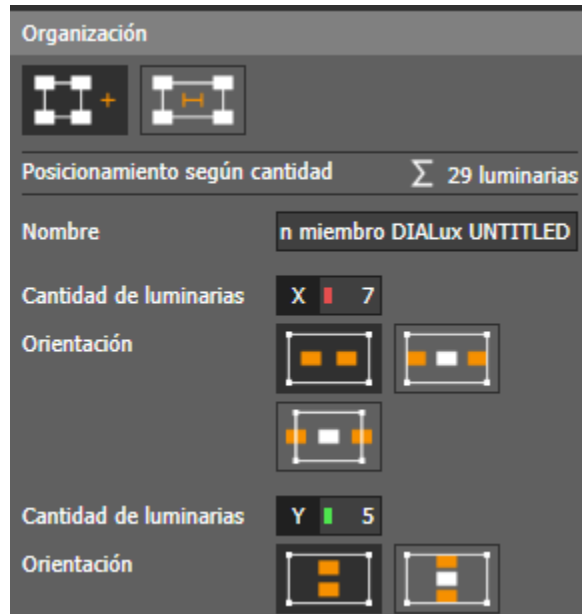 Organización
Posicionamiento según cantidad Σ 29 luminarias
Nombre n miembro DIALux UNTITLED
Cantidad de luminarias X 7
Orientación
Cantidad de luminarias Y 5
Orientación